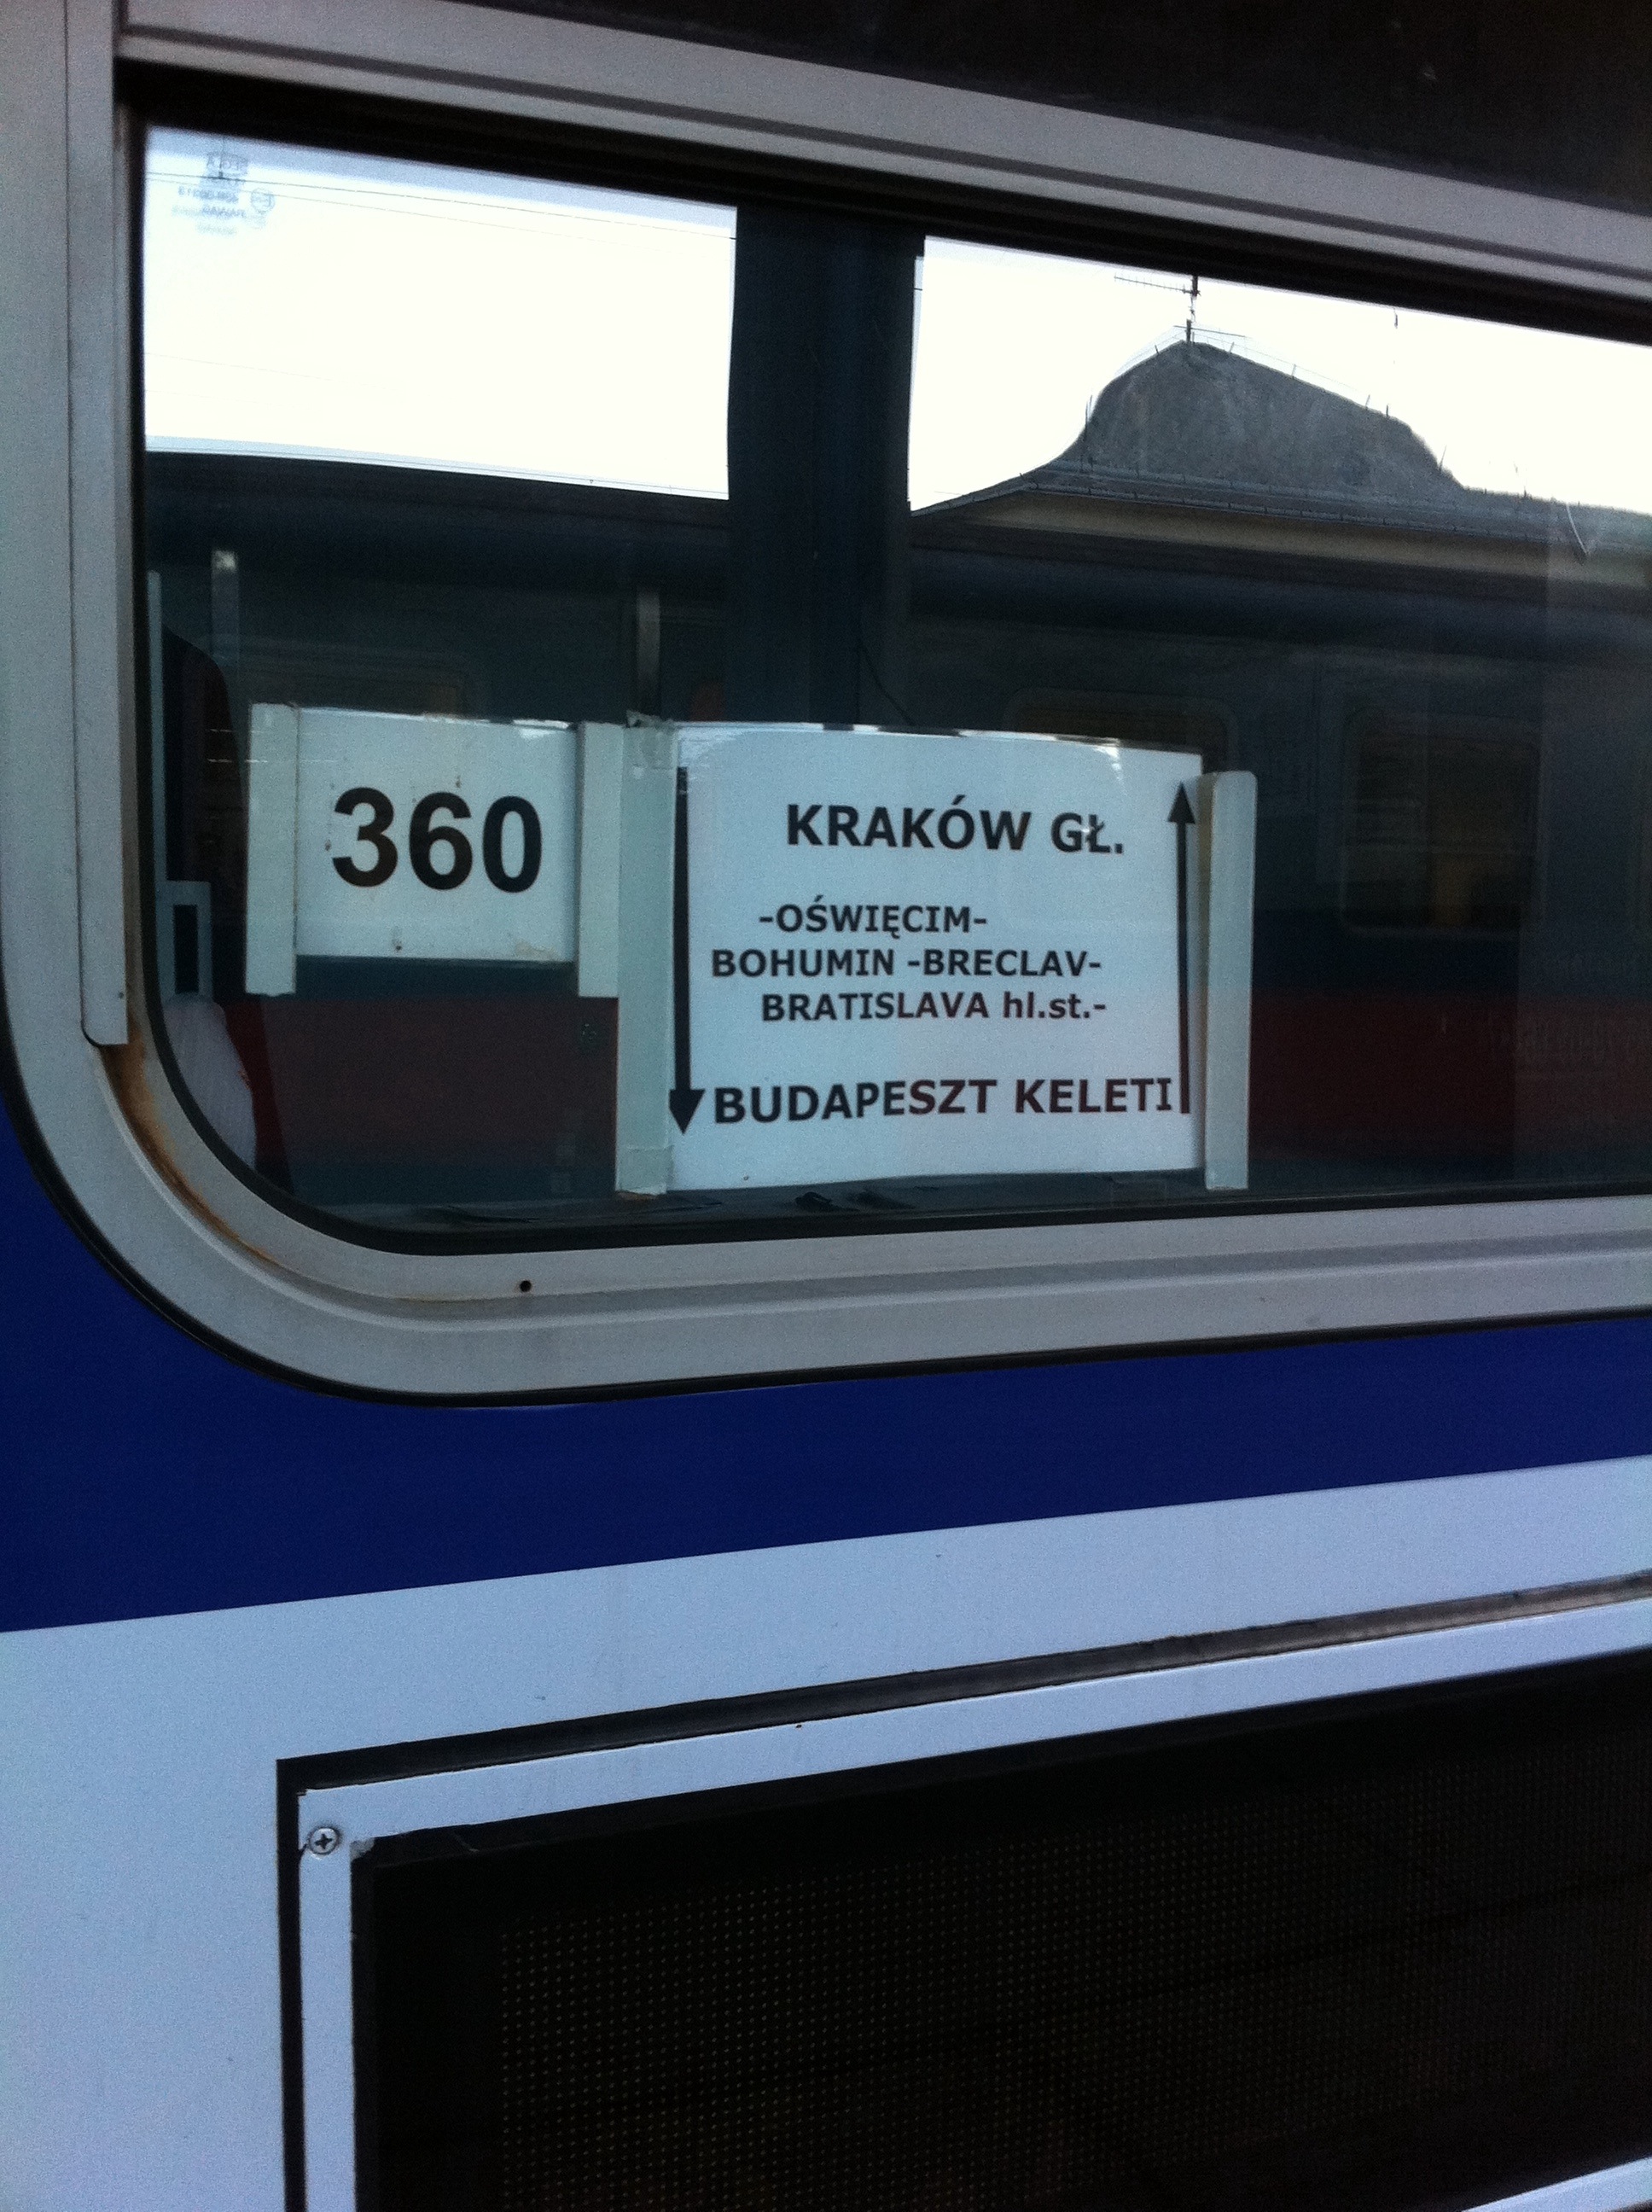 360
KRAKÓW GŁ.
-OŚWIĘCIM-
BOHUMIN -BRECLAV-
BRATISLAVA hl.st.-
BUDAPESZT KELETI